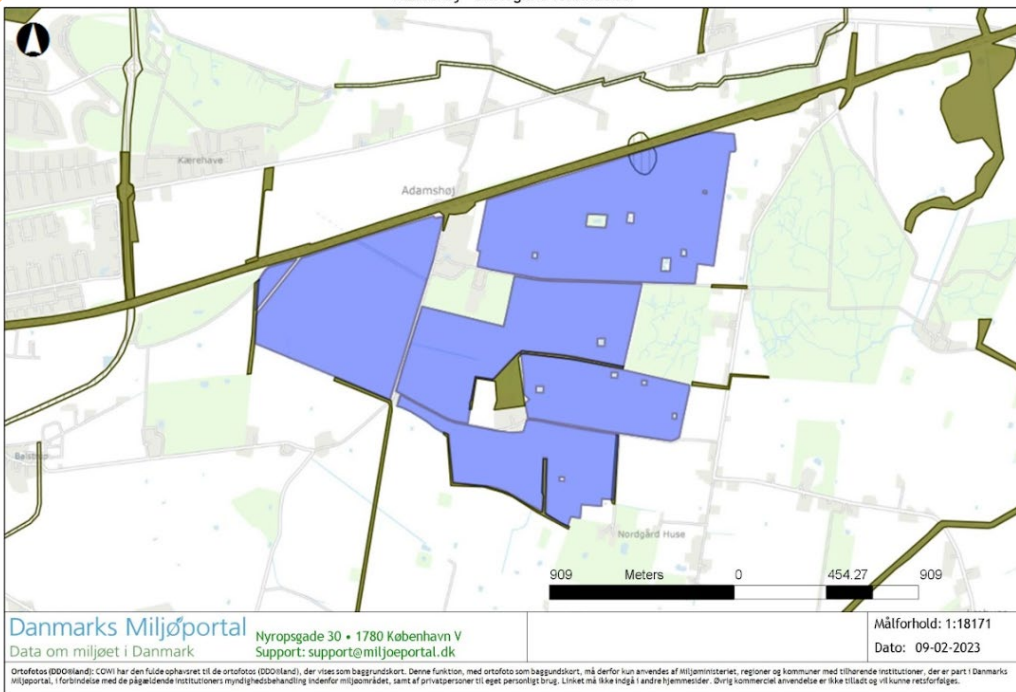 Kærehave
Adamshøj
Nordgård Huse
909 Meters 0 454.27 909
Danmarks Miljøportal
Data om miljøet i Danmark
Nyropsgade 30 • 1780 København V
Support: support@miljoeportal.dk
Målforhold: 1:18171
Dato: 09-02-2023
Ortofotos (DDO®land): COWI har den fulde ophavsret til de ortofotos (DDO®land), der vises som baggrundskort. Denne funktion, med ortofoto som baggrundskort, må derfor kun anvendes af Miljøministeriet, regioner og kommuner med tilhørende institutioner, der er part i Danmarks
Miljøportal, i forbindelse med de pågældende institutioners myndighedsbehandling indenfor miljøområdet, samt af privatpersoner til eget personligt brug. Linket må ikke indgå i andre hjemmesider. Øvrig kommerciel anvendelse er ikke tilladt og vil kunne retsforfølges.